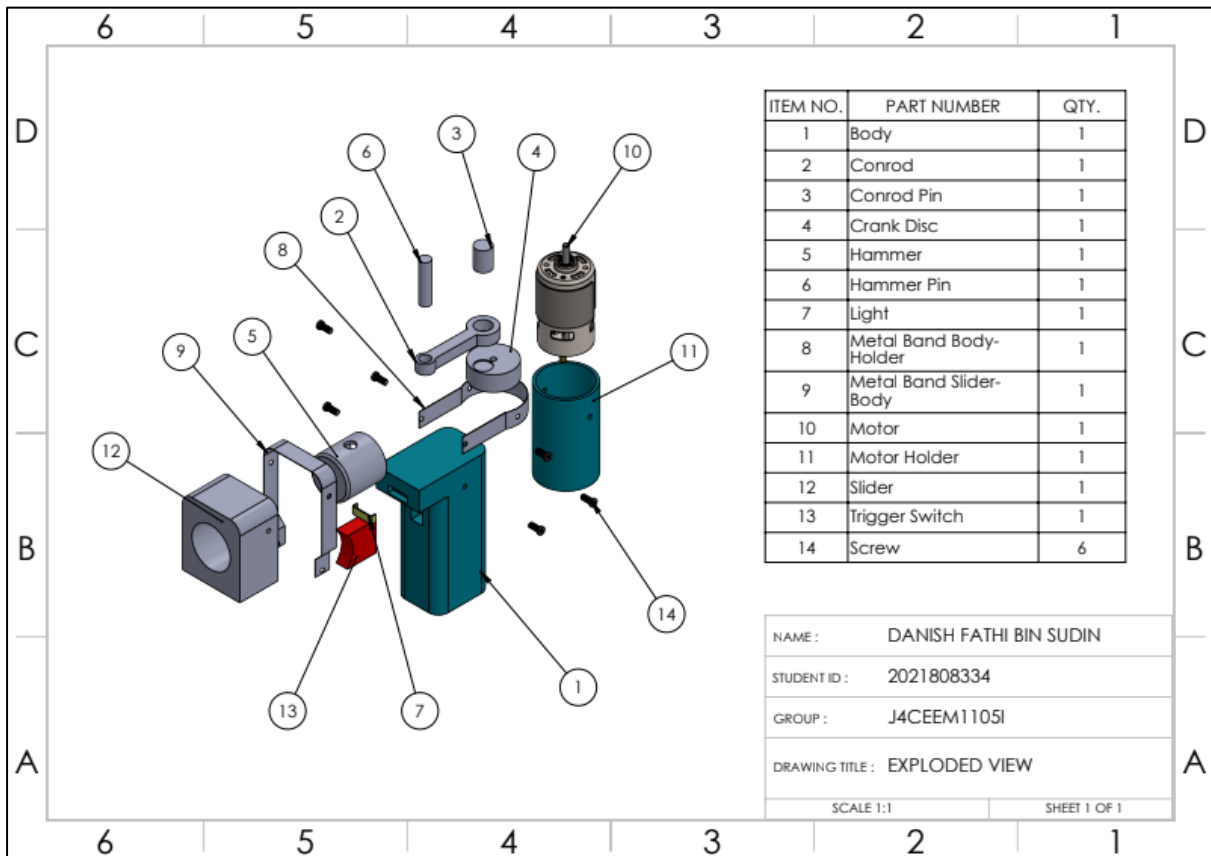 6 5 4 3 2 1
D D
C C
B B
A A
3
6
4
10
2
8
9
5
11
12
14
13
7
1
ITEM NO. PART NUMBER QTY.
1 Body 1
2 Conrod 1
3 Conrod Pin 1
4 Crank Disc 1
5 Hammer 1
6 Hammer Pin 1
7 Light 1
8 Metal Band Body-
Holder 1
9 Metal Band Slider-
Body 1
10 Motor 1
11 Motor Holder 1
12 Slider 1
13 Trigger Switch 1
14 Screw 6
NAME : DANISH FATHI BIN SUDIN
STUDENT ID : 2021808334
GROUP : J4CEEM1105I
DRAWING TITLE : EXPLODED VIEW
SCALE 1:1 SHEET 1 OF 1
6 5 4 3 2 1